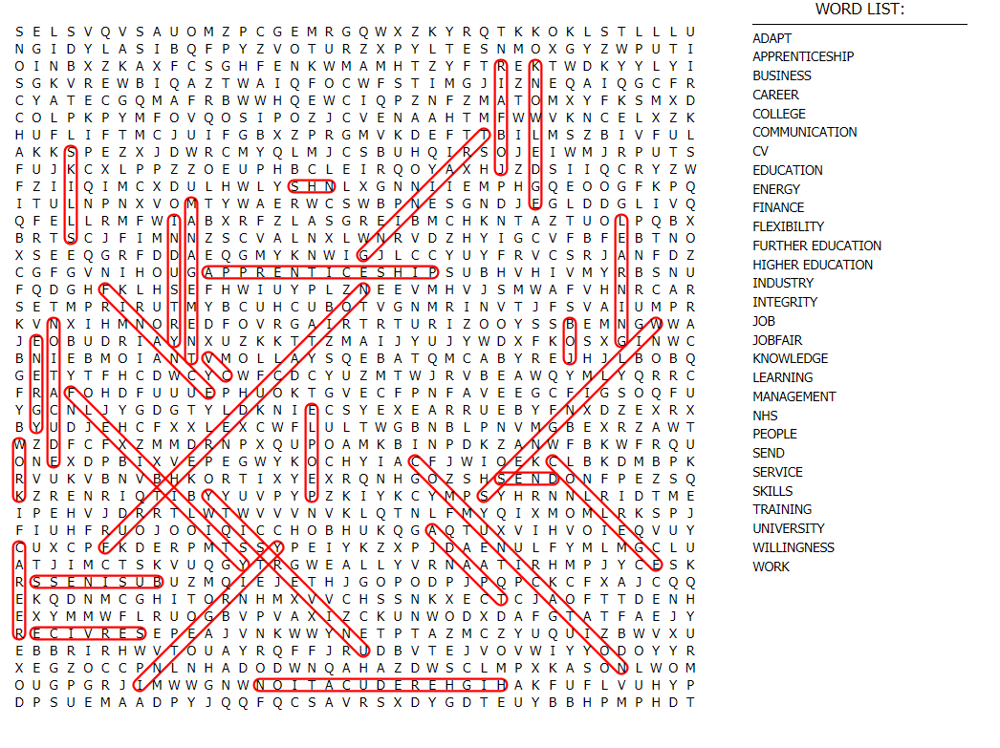 WORD LIST:
S E L S V Q V S A U O M Z P C G E M R G Q W X Z K Y R Q T K K O K L S T L L L U
N G I D Y L A S I B Q F P Y Z V O T U R Z X P Y L T E S N M O X G Y Z W P U T I
O I N B X Z K A X F C S G H F E N K W M A M H T Z Y F T R E K T W D K Y Y L Y I
S G K V R E W B I Q A Z T W A I Q F O C W F S T I M G J I Z N E Q A I Q G C F R
C Y A T E C G Q M A F R B W W H Q E W C I Q P Z N F Z M A T O M X Y F K S M X D
C O L P K P Y M F O V Q O S I P O Z J C V E N A A H T M F W W V K N C E L X Z K
H U F L I F T M C J U I F G B X Z P R G M V K D E F T T B I L M S Z B I V F U L
A K K S P E Z X J D W R C M Y Q L M J C S B U H Q I R S O J E I W M J R P U T S
F U J K C X L P P Z Z O E U P H B C L E I R Q O Y A X H U Z D S I I Q C R Y Z W
F Z I I Q I M C X D U L H W L Y S H N L X G N N I I E M P H G Q E O O G F K P Q
I T U L N P N X V O M T Y W A E R W C S W B P N E S G N D J E G L D D G L I V Q
Q F E L L R M F W I A B X R F Z L A S G R E I B M C H K N T A Z T U O L P Q B X
B R T S C J F I M N N Z S C V A L N X L W N R V D Z H Y I G C V F B F E B T N O
X S E E Q G R F D D A E Q G M Y K N W I G J L C C Y U Y F R V C S R J A N F D Z
C G F G V N I H O U G A P P R E N T I C E S H I P S U B H V H I V M Y R B S N U
F Q D G H F K L H S E F H W I U Y P L Z N E E V M H V J S M W A F V H N R C A R
S E T M P R I R U T M Y B C U H C U B O T V G N M R I N V T J F S V A I U M P R
K V N X I H M N O R E D F O V R G A I R T R T U R I Z O O Y S S B E M N G W W A
J E O B U D R I A Y N X U Z K K T T Z M A I J Y U J Y W D X F K O S X G I N W C
B N I E B M O I A N T V M O L L A Y S Q E B A T Q M C A B Y R E J H J L B O B Q
G E T Y T F H C D W C Y O W F C D C Y U Z M T W J R V B E A W Q Y M L Y Q R R C
F R A F O H D F U U U E P H U O K T G V E C F P N F A V E E G C F I G S O Q F U
Y G C N L J Y G D G T Y L D K N I E C S Y E X E A R R U E B Y F N X D Z E X R X
B Y U D J E H C F X X L E X C W F L U L T W G B N B L P N V M G B E X R Z A W T
W Z D F C F X Z M M D R N P X Q U P O A M K B I N P D K Z A N W F B K W F R Q U
O N E X D P B I X V E P E G W Y K O C H Y I A C F J W I O E K C L B K D M B P K
R V U K V B N V B H K O R T I X Y E X R Q N H G O Z S H S E N D O N F P E Z S Q
K Z R E N R I Q T I B Y Y U V P Y P Z K I Y K C Y M P S Y H R N N L R I D T M E
I P E H V J D R R T L W T W V V V N V K L Q T N L F M Y Q I X M O M L R K S P J
F I U H F R U O J O O I Q I C C H O B H U K Q G A Q T U X V I H V O I E Q V U Y
C U X C P F K D E R P M T S S Y P E I Y K Z X P J D A E N U L F Y M L M G C L U
A T J I M C T S K V U Q G Y T R G W E A L L Y V R N A A T I R H M P J Y C E S K
R S S E N I S U B U Z M Q I E J E T H J G O P O D P J P Q P C K C F X A J C Q Q
E K Q D N M C G H I T O R N H M X V V C H S S N K X E C T C J A O F T T D E N H
E X Y M M W F L R U O G B V P V A X I Z C K U N W O D X D A F G T A T F A E J Y
R E C I V R E S E P E A J V N K W W Y N E T P T A Z M C Z Y U Q U I Z B W V X U
E B B R I R H W V T O U A Y R Q F F J R U D B V T E J V O V W I Y Y O D O Y Y R
X E G Z O C C P N L N H A D O D W N Q A H A Z D W S C L M P X K A S O N L W O M
O U G P G R J I M W W G N W N O I T A C U D E R E H G I H A K F U F L V U H Y P
D P S U E M A A D P Y J Q Q F Q C S A V R S X D Y G D T E U Y B B H P M P H D T
ADAPT
APPRENTICESHIP
BUSINESS
CAREER
COLLEGE
COMMUNICATION
CV
EDUCATION
ENERGY
FINANCE
FLEXIBILITY
FURTHER EDUCATION
HIGHER EDUCATION
INDUSTRY
INTEGRITY
JOB
JOBFAIR
KNOWLEDGE
LEARNING
MANAGEMENT
NHS
PEOPLE
SEND
SERVICE
SKILLS
TRAINING
UNIVERSITY
WILLINGNESS
WORK